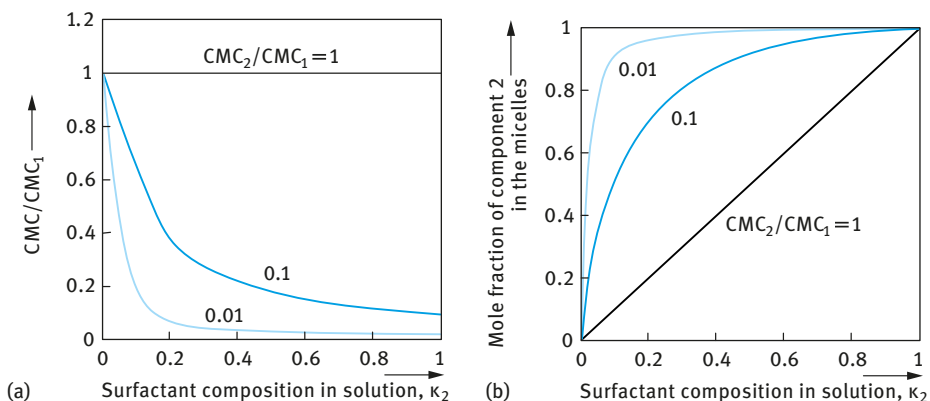 1.2
1
0.8
0.6
0.4
0.2
0
CMC/CMC₁
CMC₂/CMC₁=1
0.1
0.01
0 0.2 0.4 0.6 0.8 1
(a) Surfactant composition in solution, κ₂
1
0.8
0.6
0.4
0.2
0
Mole fraction of component 2
in the micelles
0.01
0.1
CMC₂/CMC₁=1
0 0.2 0.4 0.6 0.8 1
(b) Surfactant composition in solution, κ₂